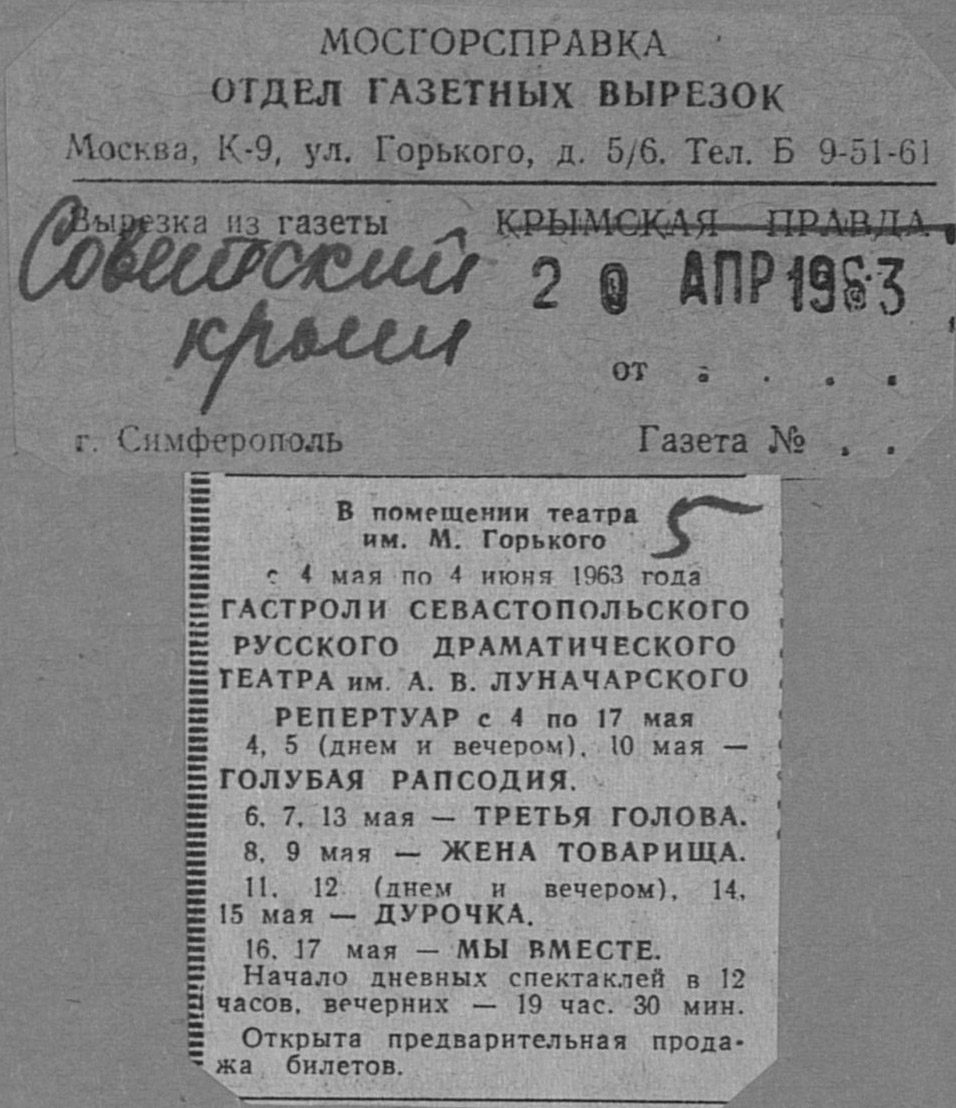 МОСГОРСПРАВКА
ОТДЕЛ ГАЗЕТНЫХ ВЫРЕЗОК
Москва, К-9, ул. Горького, д. 5/6. Тел. Б 9-51-61
Вырезка из газеты КРЫМСКАЯ ПРАВДА
Советский
крым
20 АПР 1963
от . . . .
г. Симферополь Газета № . .
5
В помещении театра
им. М. Горького
с 4 мая по 4 июня 1963 года
ГАСТРОЛИ СЕВАСТОПОЛЬСКОГО
РУССКОГО ДРАМАТИЧЕСКОГО
ТЕАТРА им. А. В. ЛУНАЧАРСКОГО
РЕПЕРТУАР с 4 по 17 мая
4, 5 (днем и вечером), 10 мая —
ГОЛУБАЯ РАПСОДИЯ.
6, 7, 13 мая — ТРЕТЬЯ ГОЛОВА.
8, 9 мая — ЖЕНА ТОВАРИЩА.
11, 12 (днем и вечером), 14,
15 мая — ДУРОЧКА.
16, 17 мая — МЫ ВМЕСТЕ.
Начало дневных спектаклей в 12
часов, вечерних — 19 час. 30 мин.
Открыта предварительная прода-
жа билетов.